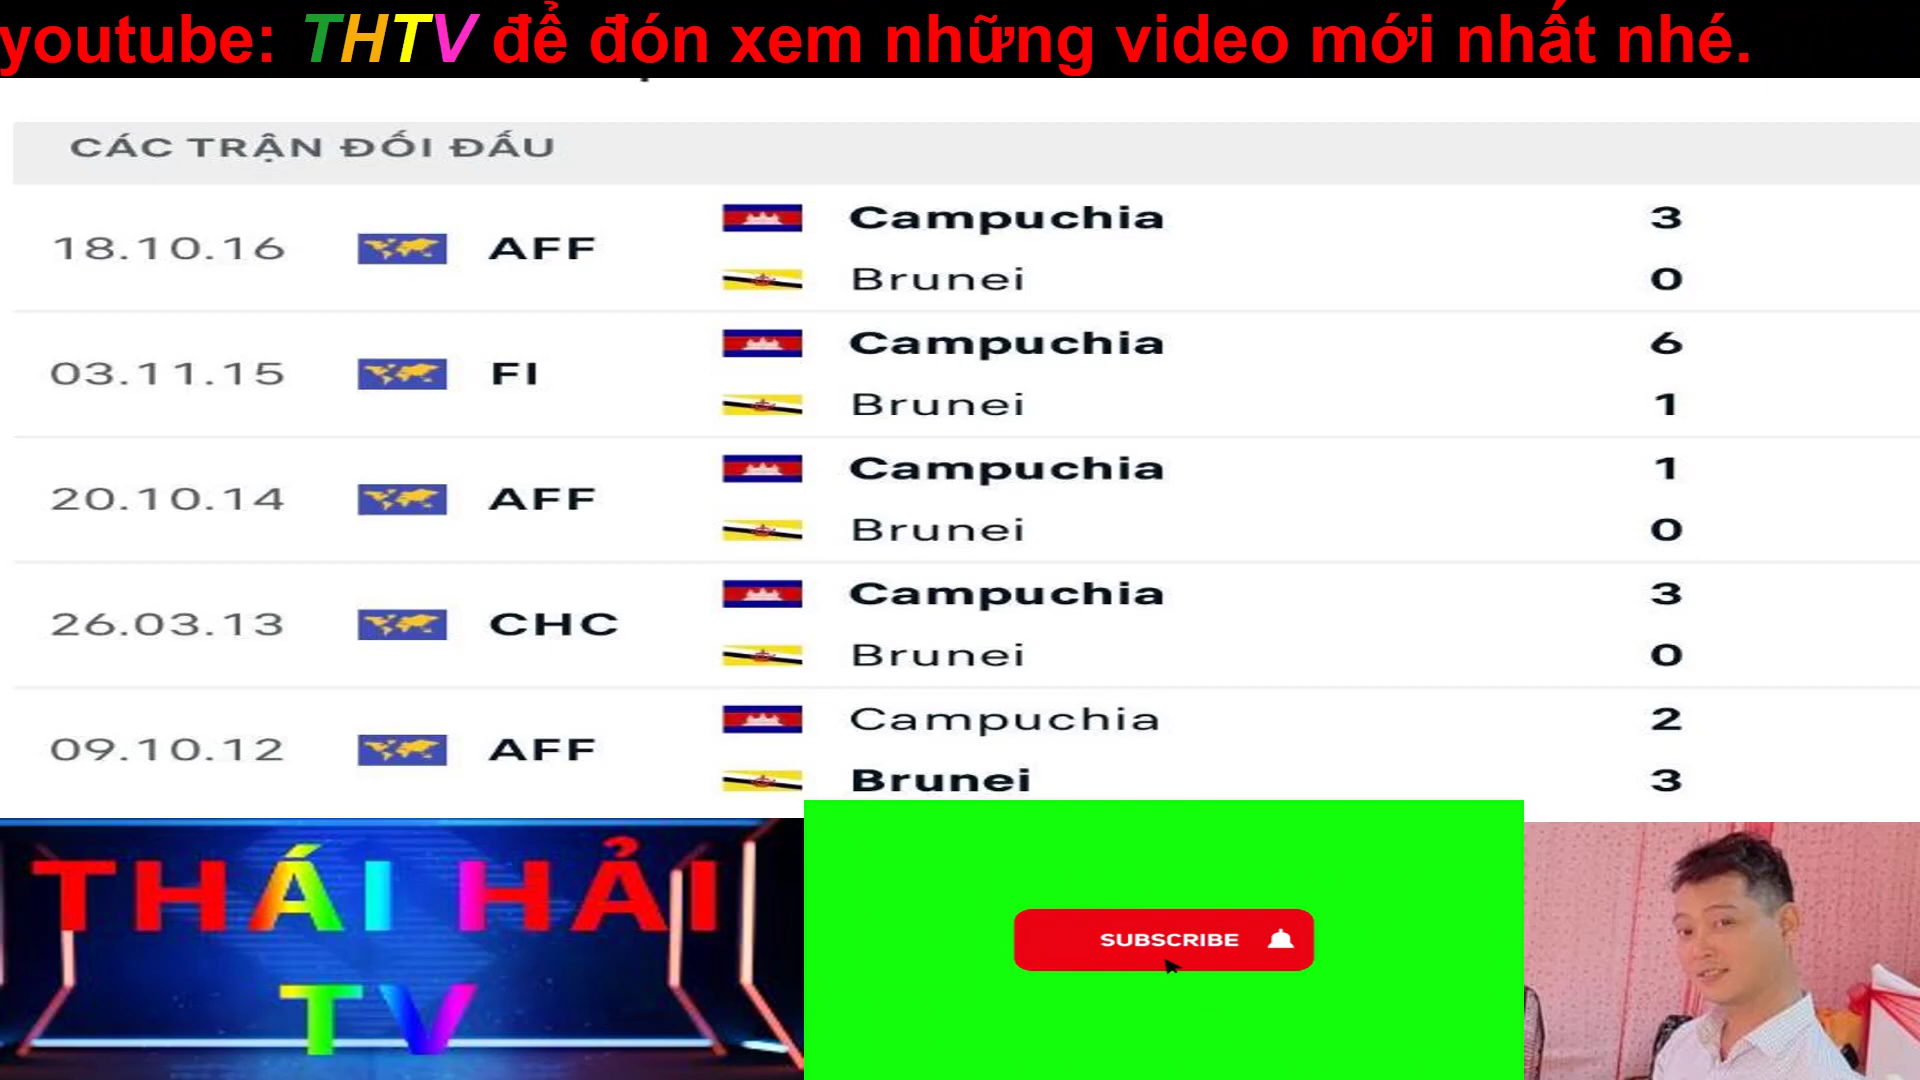 youtube: THTV để đón xem những video mới nhất nhé.
CÁC TRẬN ĐỐI ĐẦU
18.10.16 AFF Campuchia 3
Brunei 0
03.11.15 FI Campuchia 6
Brunei 1
20.10.14 AFF Campuchia 1
Brunei 0
26.03.13 CHC Campuchia 3
Brunei 0
09.10.12 AFF Campuchia 2
Brunei 3
THÁI HẢI
TV
SUBSCRIBE